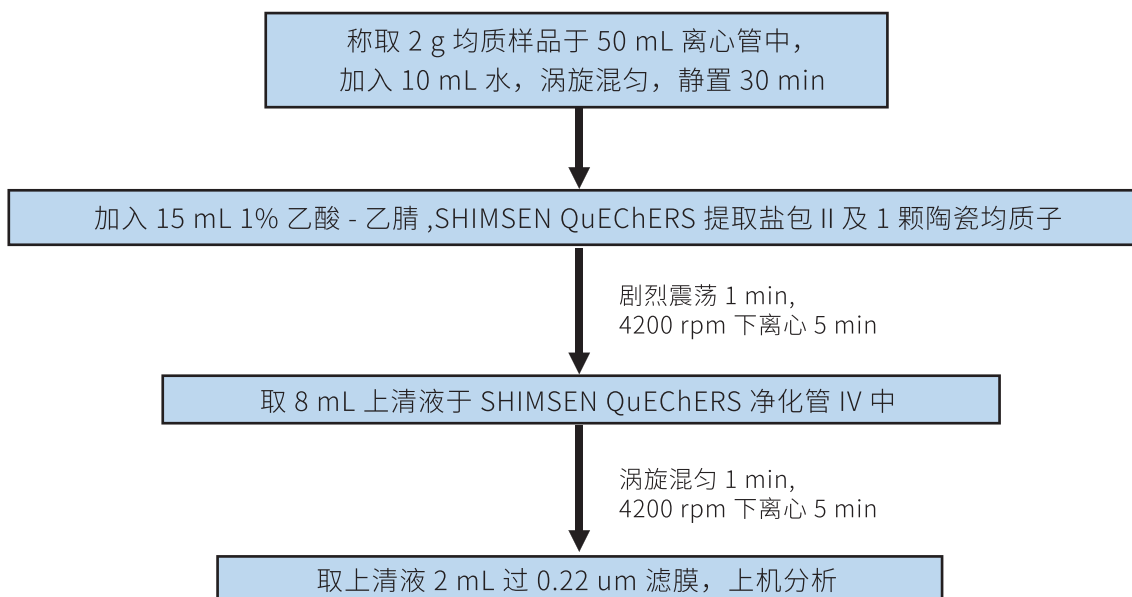 称取 2 g 均质样品于 50 mL 离心管中，
加入 10 mL 水，涡旋混匀，静置 30 min
加入 15 mL 1% 乙酸 - 乙腈 ,SHIMSEN QuEChERS 提取盐包 II 及 1 颗陶瓷均质子
剧烈震荡 1 min,
4200 rpm 下离心 5 min
取 8 mL 上清液于 SHIMSEN QuEChERS 净化管 IV 中
涡旋混匀 1 min,
4200 rpm 下离心 5 min
取上清液 2 mL 过 0.22 um 滤膜，上机分析